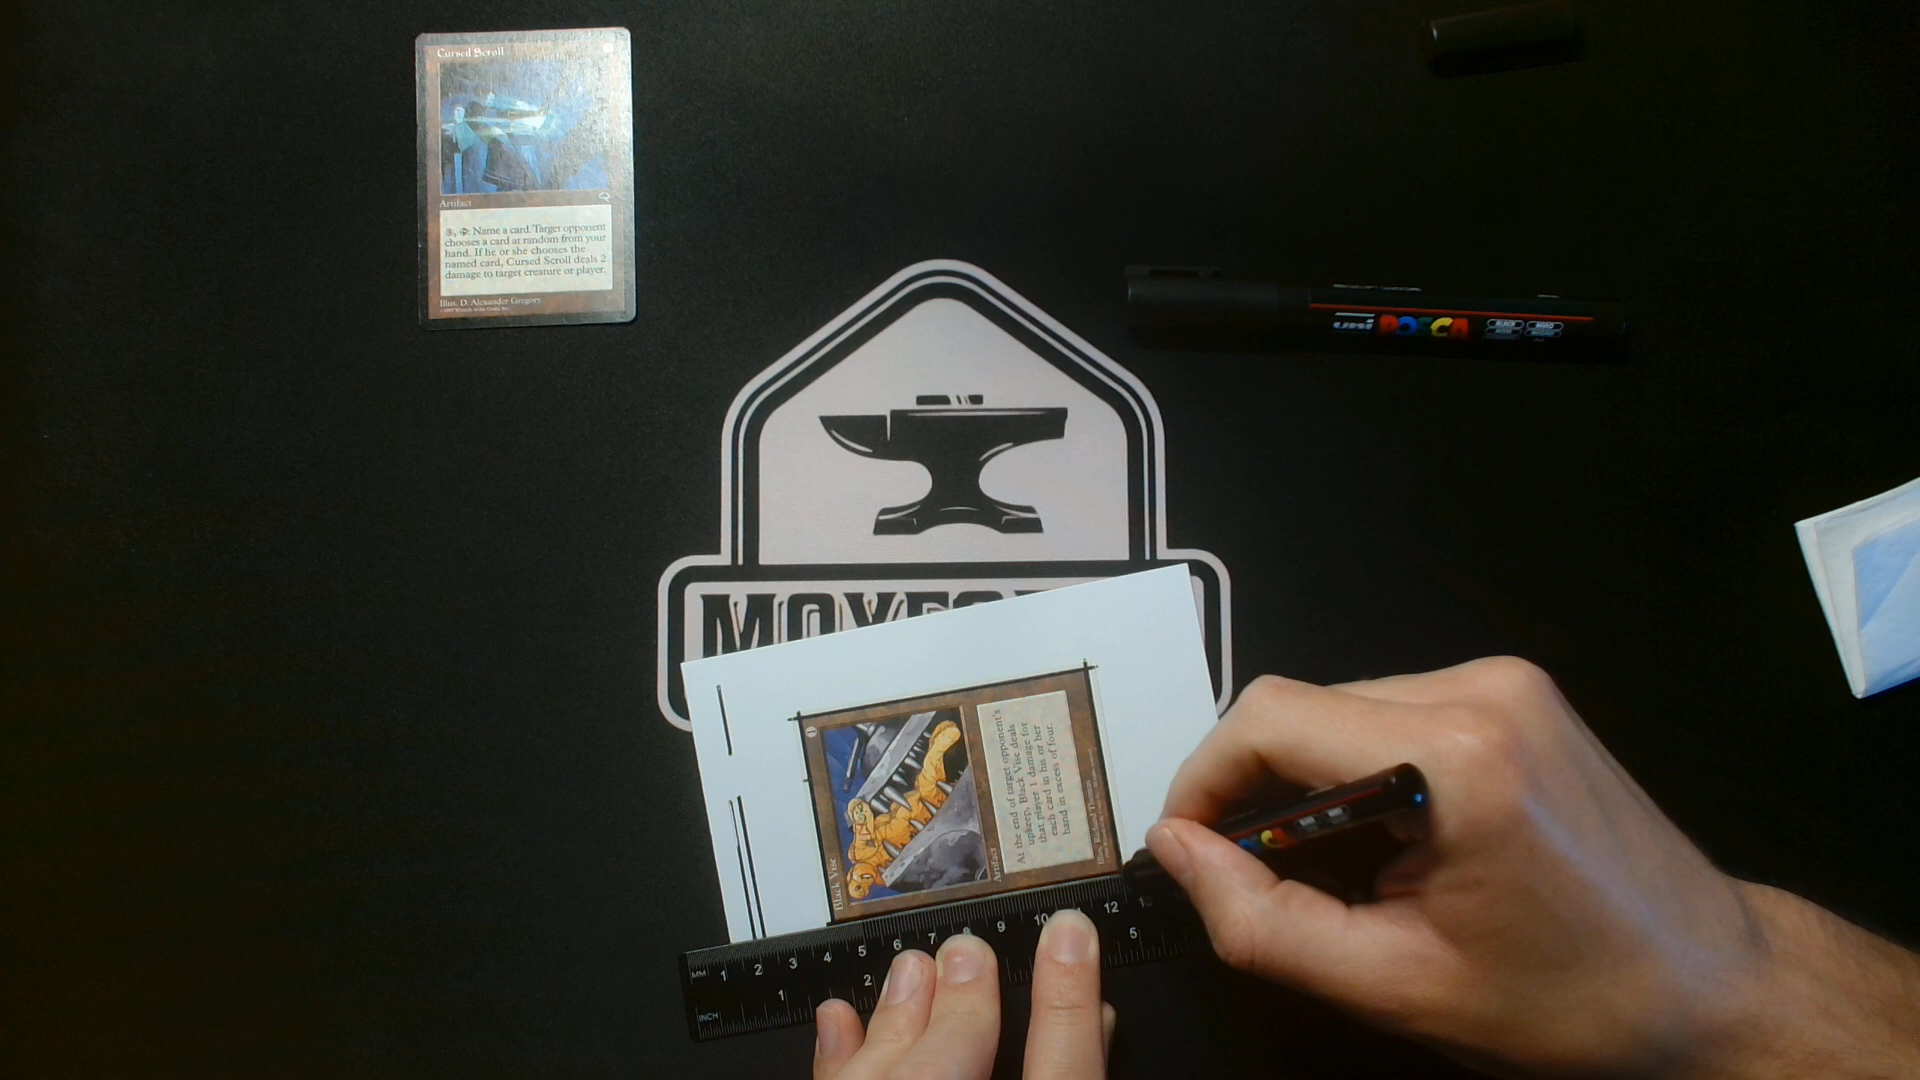 Cursed Scroll
Artifact
: Name a card. Target opponent
chooses a card at random from your
hand. If he or she chooses the
named card, Cursed Scroll deals 2
damage to target creature or player.
Illus. D. Alexander Gregory
uni POSCA
Black Vise
1
Artifact
At the end of target opponent's
upkeep, Black Vise deals
that player 1 damage for
each card in his or her
hand in excess of four.
Illus. Richard Thomas
MM 1 2 3 4 5 6 7 8 9 10 12 13
INCH 1 2 5